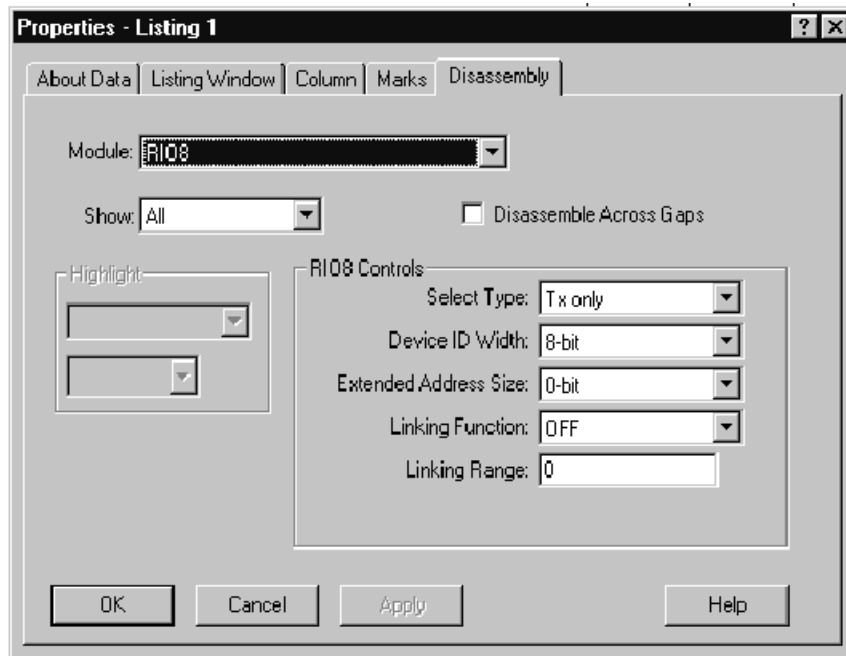 Properties - Listing 1
About Data Listing Window Column Marks Disassembly
Module: RIO8
Show: All Disassemble Across Gaps
Highlight
RIO8 Controls
Select Type: Tx only
Device ID Width: 8-bit
Extended Address Size: 0-bit
Linking Function: OFF
Linking Range: 0
OK Cancel Apply Help